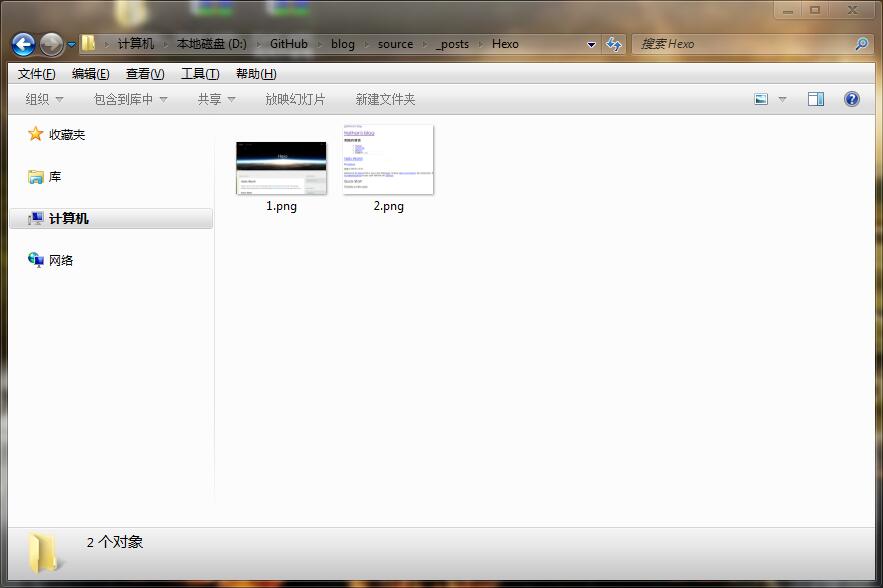 计算机 本地磁盘 (D:) GitHub blog source _posts Hexo 搜索 Hexo
文件(F) 编辑(E) 查看(V) 工具(T) 帮助(H)
组织 包含到库中 共享 放映幻灯片 新建文件夹
收藏夹
库
计算机
网络
Hexo
1.png 2.png
2 个对象